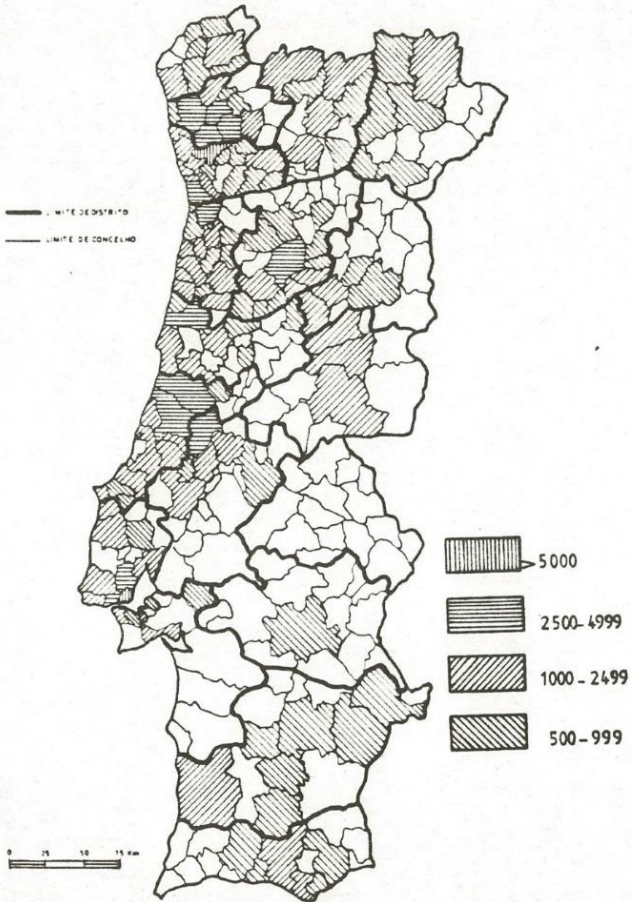 LIMITE DE DISTRITO
LIMITE DE CONCELHO
> 5000
2500-4999
1000-2499
500-999
0 25 50 75 Km